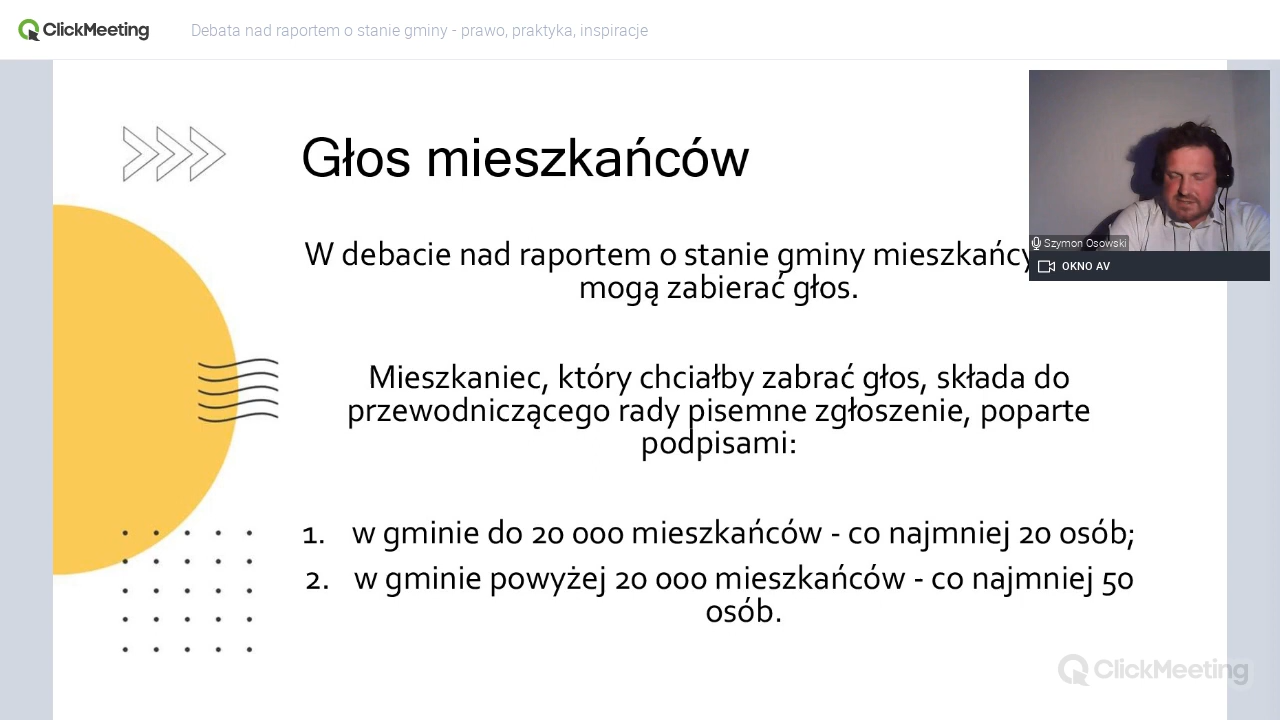 ClickMeeting
Debata nad raportem o stanie gminy - prawo, praktyka, inspiracje
Głos mieszkańców
W debacie nad raportem o stanie gminy mieszkańcy
mogą zabierać głos.
Szymon Osowski
OKNO AV
Mieszkaniec, który chciałby zabrać głos, składa do
przewodniczącego rady pisemne zgłoszenie, poparte
podpisami:
1. w gminie do 20 000 mieszkańców - co najmniej 20 osób;
2. w gminie powyżej 20 000 mieszkańców - co najmniej 50
osób.
ClickMeeting